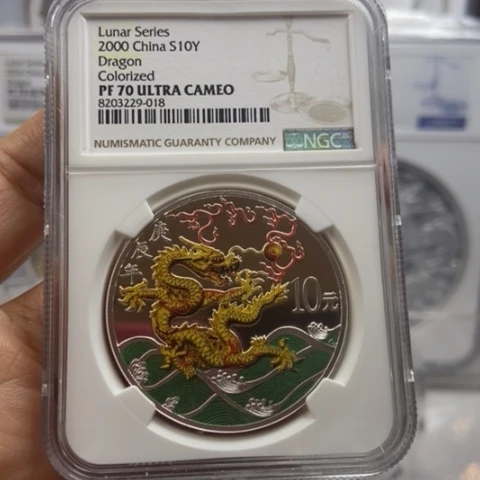 Lunar Series
2000 China S10Y
Dragon
Colorized
PF 70 ULTRA CAMEO
8203229-018
NUMISMATIC GUARANTY COMPANY
NGC
庚辰年
10元